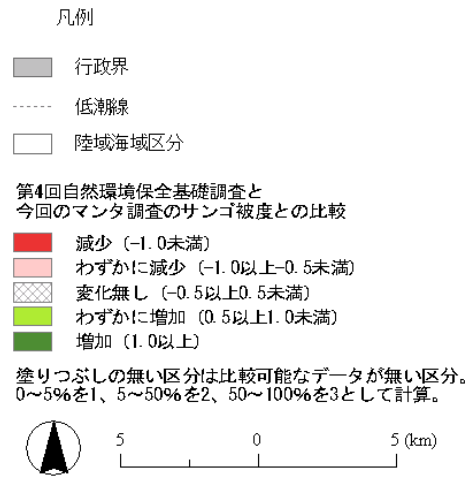 凡例
行政界
低潮線
陸域海域区分
第4回自然環境保全基礎調査と
今回のマンタ調査のサンゴ被度との比較
減少 (-1.0未満)
わずかに減少 (-1.0以上-0.5未満)
変化無し (-0.5以上0.5未満)
わずかに増加 (0.5以上1.0未満)
増加 (1.0以上)
塗りつぶしの無い区分は比較可能なデータが無い区分。
0～5%を1、5～50%を2、50～100%を3として計算。
5 0 5 (km)